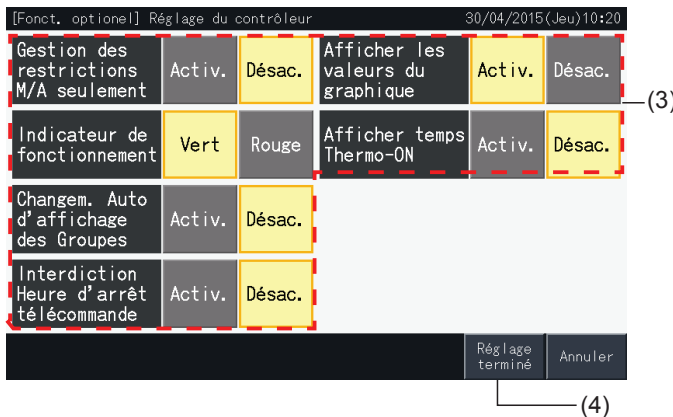 [Fonct. optionel] Réglage du contrôleur 30/04/2015(Jeu)10:20
Gestion des
restrictions
M/A seulement
Activ.
Désac.
Afficher les
valeurs du
graphique
Activ.
Désac.
(3)
Indicateur de
fonctionnement
Vert
Rouge
Afficher temps
Thermo-ON
Activ.
Désac.
Changem. Auto
d'affichage
des Groupes
Activ.
Désac.
Interdiction
Heure d'arrêt
télécommande
Activ.
Désac.
Réglage
terminé
Annuler
(4)